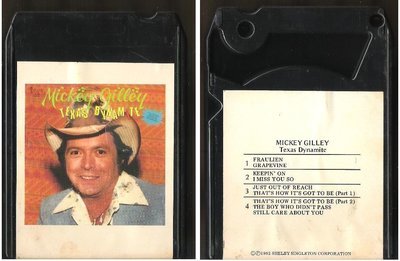 Mickey Gilley
TEXAS DYNAMITE
MICKEY GILLEY
Texas Dynamite
1 FRAULIEN
GRAPEVINE
2 KEEPIN' ON
I MISS YOU SO
3 JUST OUT OF REACH
THAT'S HOW IT'S GOT TO BE (Part 1)
4 THAT'S HOW IT'S GOT TO BE (Part 2)
THE BOY WHO DIDN'T PASS
STILL CARE ABOUT YOU
©℗1982 SHELBY SINGLETON CORPORATION